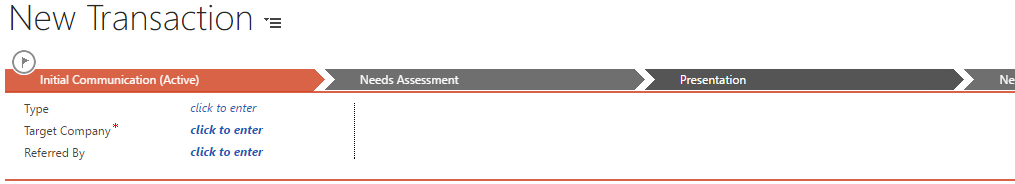 New Transaction
Initial Communication (Active) Needs Assessment Presentation Ne
Type click to enter
Target Company* click to enter
Referred By click to enter